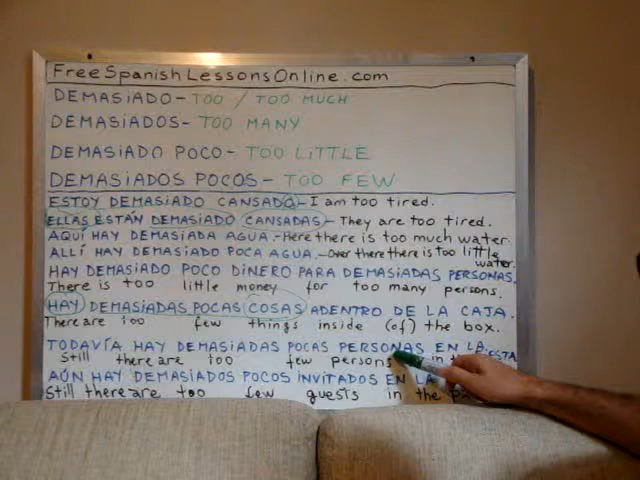 FreeSpanishLessonsOnline.com
DEMASiADO - TOO / TOO MUCH
DEMASiADOS - TOO MANY
DEMASiADO POCO - TOO LiTTLE
DEMASiADOS POCOS - TOO FEW
ESTOY DEMASIADO CANSADO - I am too tired.
ELLAS ESTÁN DEMASIADO CANSADAS - They are too tired.
AQUÍ HAY DEMASIADA AGUA. - Here there is too much water.
ALLÍ HAY DEMASIADO POCA AGUA. - Over there there is too little water.
HAY DEMASIADO POCO DINERO PARA DEMASIADAS PERSONAS.
There is too little money for too many persons.
HAY DEMASIADAS POCAS COSAS ADENTRO DE LA CAJA.
There are too few things inside (of) the box.
TODAVÍA HAY DEMASIADAS POCAS PERSONAS EN LA
Still there are too few persons in
AÚN HAY DEMASIADOS POCOS INVITADOS EN LA
Still there are too few guests in the